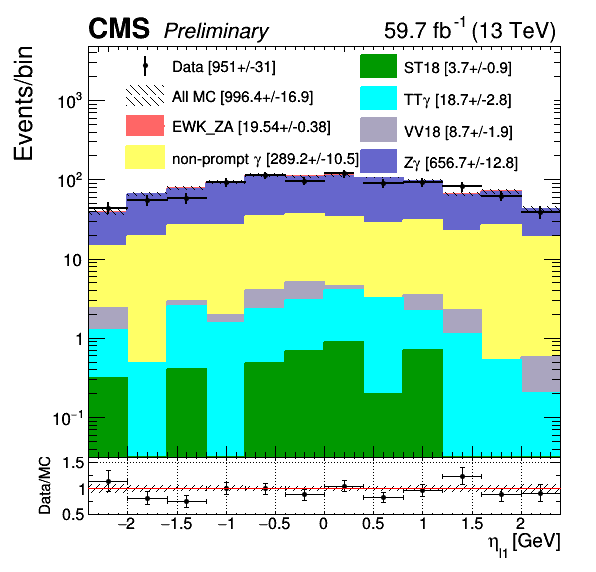 CMS Preliminary 59.7 fb⁻¹ (13 TeV)
Events/bin
Data [951+/-31]
All MC [996.4+/-16.9]
EWK_ZA [19.54+/-0.38]
non-prompt γ [289.2+/-10.5]
ST18 [3.7+/-0.9]
TTγ [18.7+/-2.8]
VV18 [8.7+/-1.9]
Zγ [656.7+/-12.8]
10³
10²
10
1
10⁻¹
Data/MC
1.5
1
0.5
−2 −1.5 −1 −0.5 0 0.5 1 1.5 2
η_l1 [GeV]